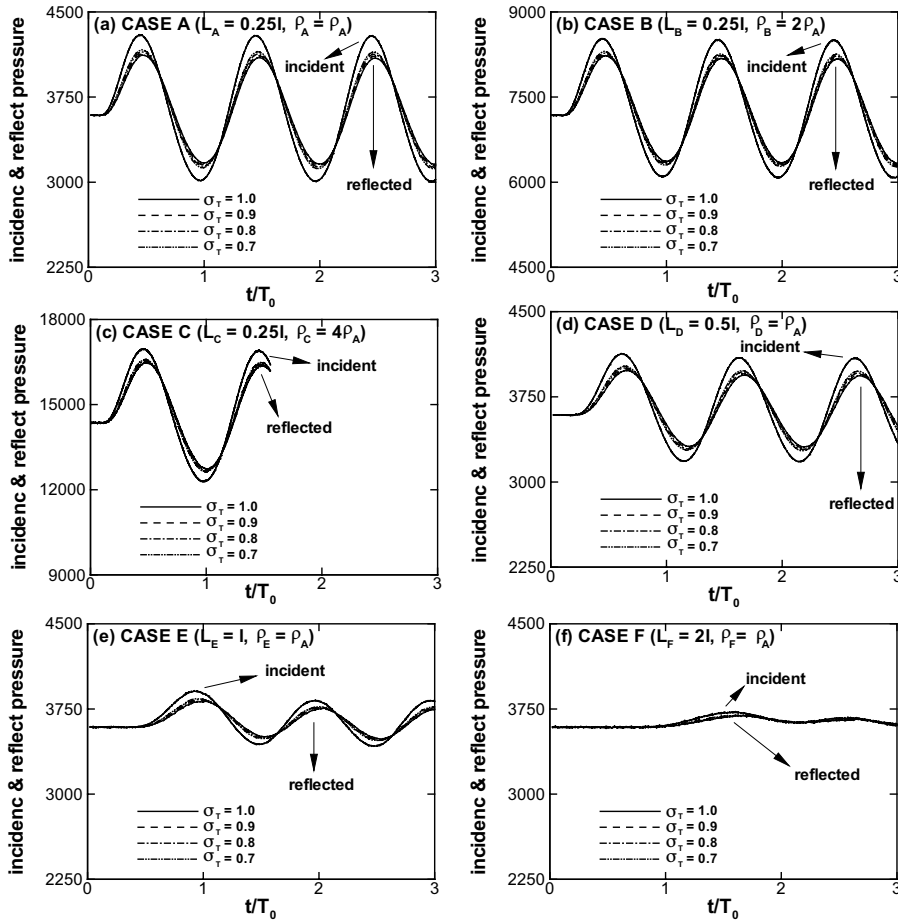 (a) CASE A (L_A = 0.25l, ρ_A = ρ_A)
incidenc & reflect pressure
4500
3750
3000
2250
incident
reflected
σ_T = 1.0
σ_T = 0.9
σ_T = 0.8
σ_T = 0.7
0 1 2 3
t/T_0
(b) CASE B (L_B = 0.25l, ρ_B = 2ρ_A)
incidenc & reflect pressure
9000
7500
6000
4500
incident
reflected
σ_T = 1.0
σ_T = 0.9
σ_T = 0.8
σ_T = 0.7
0 1 2 3
t/T_0
(c) CASE C (L_C = 0.25l, ρ_C = 4ρ_A)
incidenc & reflect pressure
18000
15000
12000
9000
incident
reflected
σ_T = 1.0
σ_T = 0.9
σ_T = 0.8
σ_T = 0.7
0 1 2 3
t/T_0
(d) CASE D (L_D = 0.5l, ρ_D = ρ_A)
incidenc & reflect pressure
4500
3750
3000
2250
incident
reflected
σ_T = 1.0
σ_T = 0.9
σ_T = 0.8
σ_T = 0.7
0 1 2 3
t/T_0
(e) CASE E (L_E = l, ρ_E = ρ_A)
incidenc & reflect pressure
4500
3750
3000
2250
incident
reflected
σ_T = 1.0
σ_T = 0.9
σ_T = 0.8
σ_T = 0.7
0 1 2 3
t/T_0
(f) CASE F (L_F = 2l, ρ_F = ρ_A)
incidenc & reflect pressure
4500
3750
3000
2250
incident
reflected
σ_T = 1.0
σ_T = 0.9
σ_T = 0.8
σ_T = 0.7
0 1 2 3
t/T_0